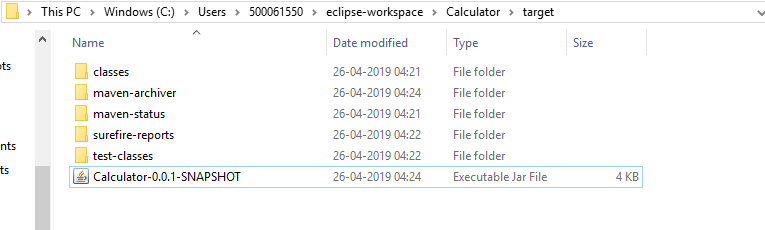 This PC > Windows (C:) > Users > 500061550 > eclipse-workspace > Calculator > target
Name Date modified Type Size
classes 26-04-2019 04:21 File folder
maven-archiver 26-04-2019 04:24 File folder
maven-status 26-04-2019 04:21 File folder
surefire-reports 26-04-2019 04:22 File folder
test-classes 26-04-2019 04:22 File folder
Calculator-0.0.1-SNAPSHOT 26-04-2019 04:24 Executable Jar File 4 KB
pts
nts
ts